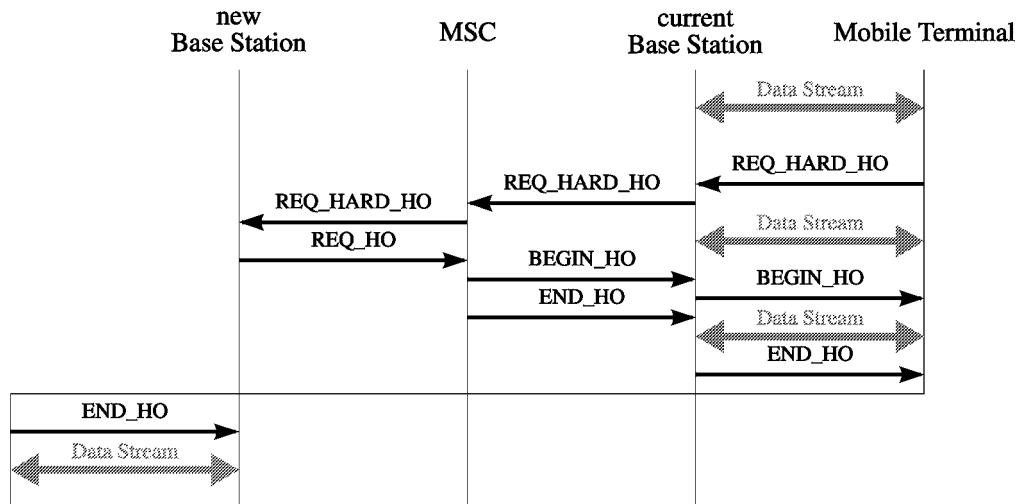 new
Base Station
MSC
current
Base Station
Mobile Terminal
Data Stream
REQ_HARD_HO
REQ_HARD_HO
REQ_HARD_HO
Data Stream
REQ_HO
BEGIN_HO
BEGIN_HO
END_HO
Data Stream
END_HO
END_HO
Data Stream